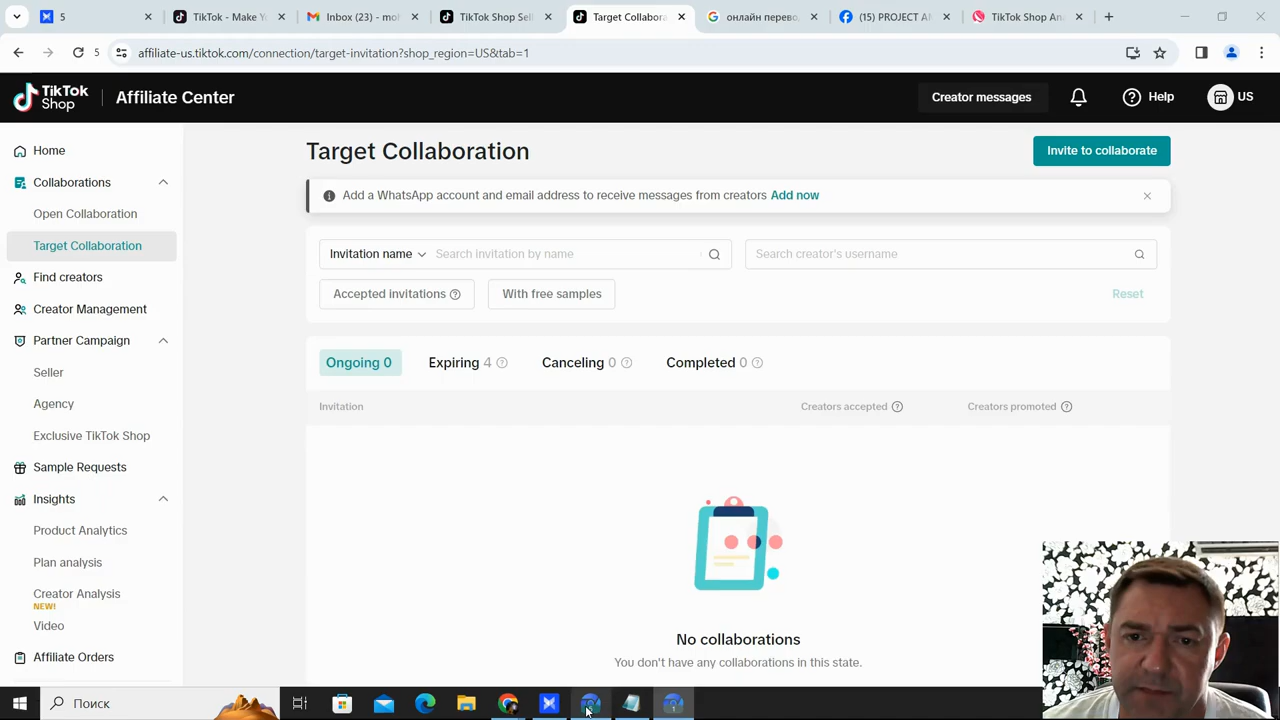 5
TikTok - Make Y
Inbox (23) - mol
TikTok Shop Sel
Target Collabora
онлайн перево
(15) PROJECT A
TikTok Shop An
5
affiliate-us.tiktok.com/connection/target-invitation?shop_region=US&tab=1
TikTok Shop
Affiliate Center
Creator messages
Help
US
Home
Collaborations
Open Collaboration
Target Collaboration
Find creators
Creator Management
Partner Campaign
Seller
Agency
Exclusive TikTok Shop
Sample Requests
Insights
Product Analytics
Plan analysis
Creator Analysis
NEW!
Video
Affiliate Orders
Target Collaboration
Invite to collaborate
Add a WhatsApp account and email address to receive messages from creators Add now
Invitation name
Search invitation by name
Search creator's username
Accepted invitations
With free samples
Reset
Ongoing 0
Expiring 4
Canceling 0
Completed 0
Invitation
Creators accepted
Creators promoted
No collaborations
You don't have any collaborations in this state.
Поиск